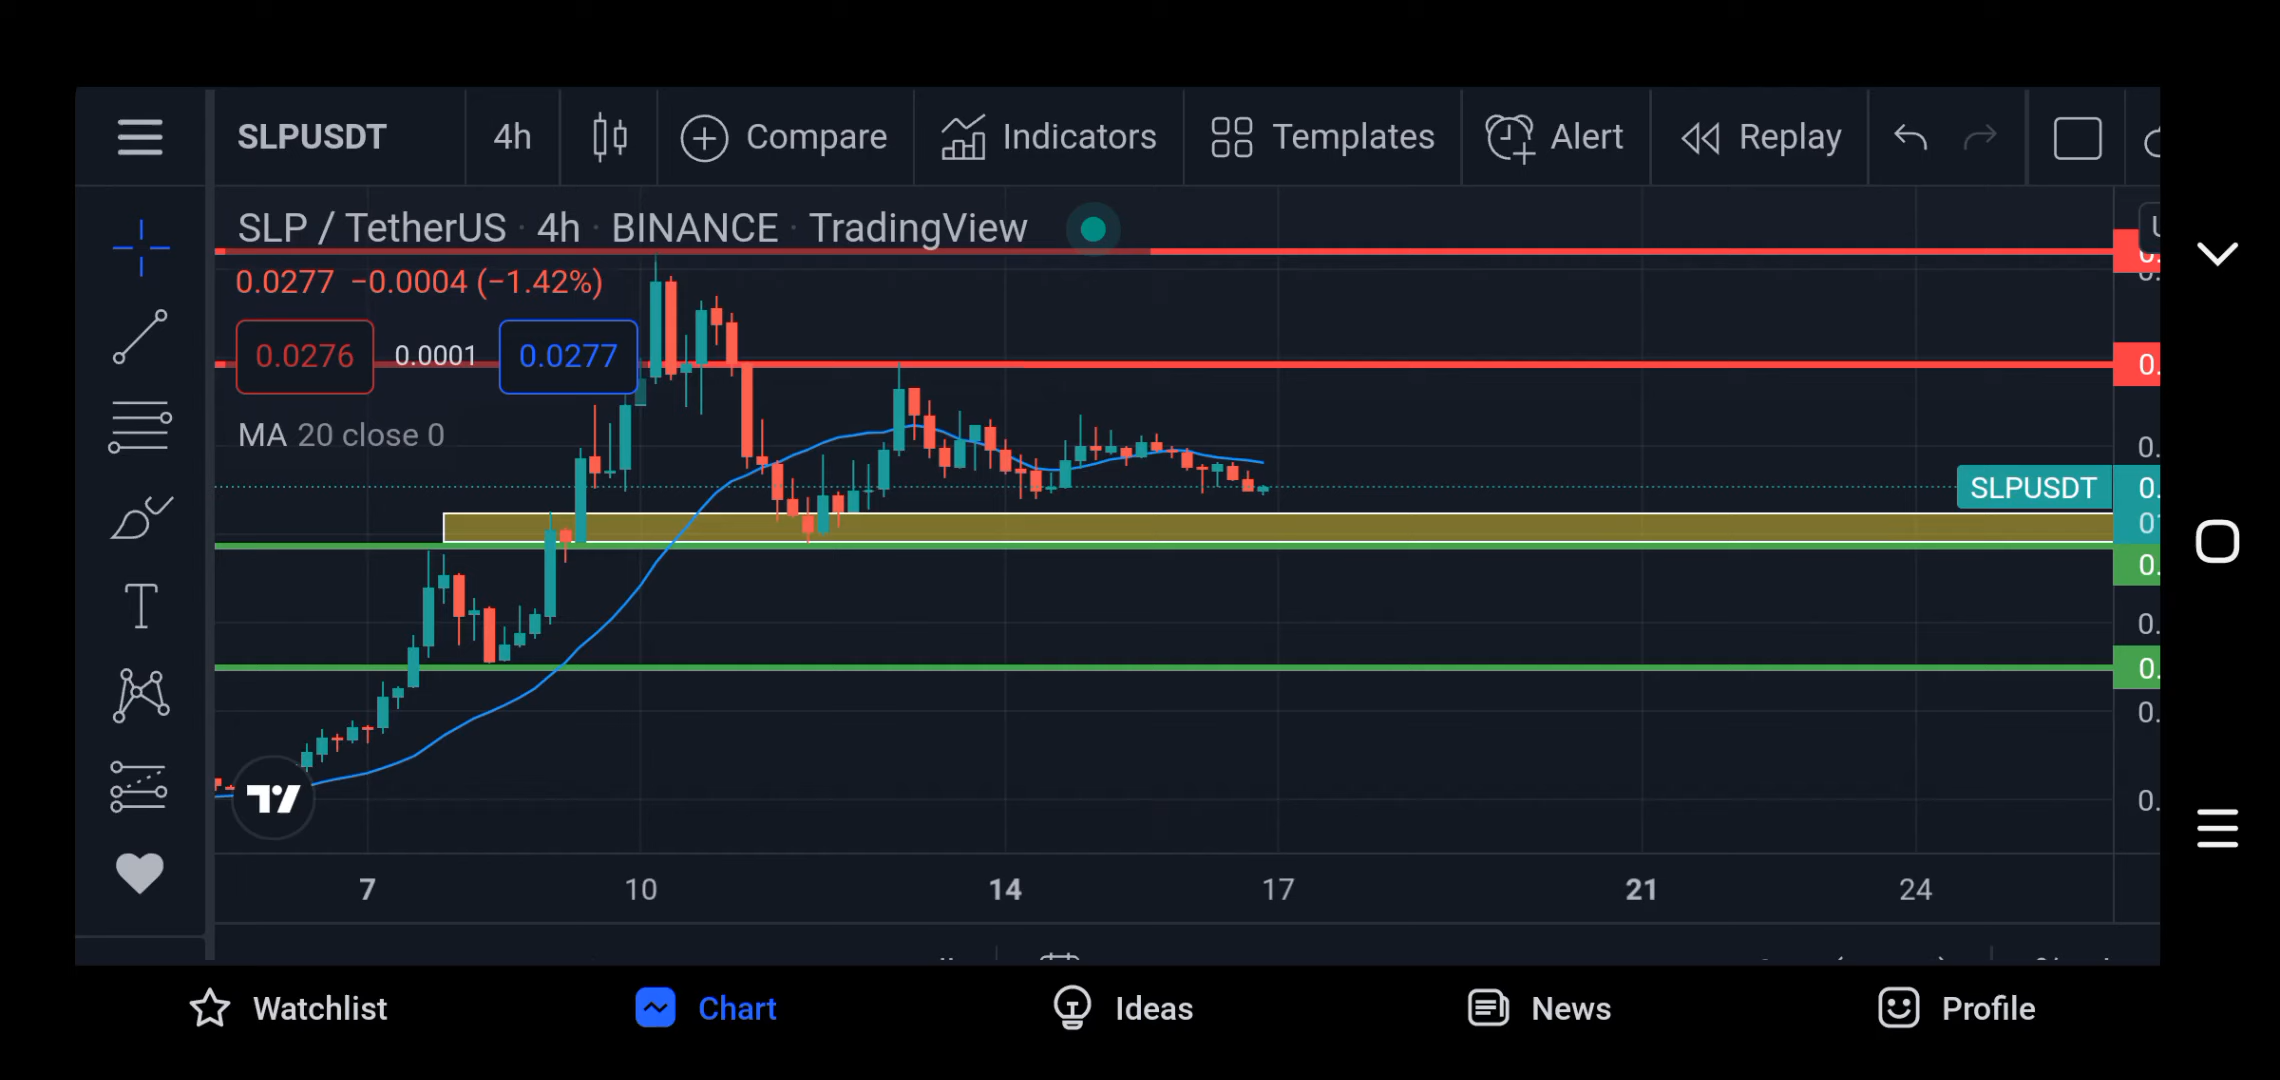 SLPUSDT 4h Compare Indicators Templates Alert Replay
SLP / TetherUS · 4h · BINANCE · TradingView
0.0277 −0.0004 (−1.42%)
0.0276 0.0001 0.0277
MA 20 close 0
SLPUSDT
7 10 14 17 21 24
Watchlist Chart Ideas News Profile